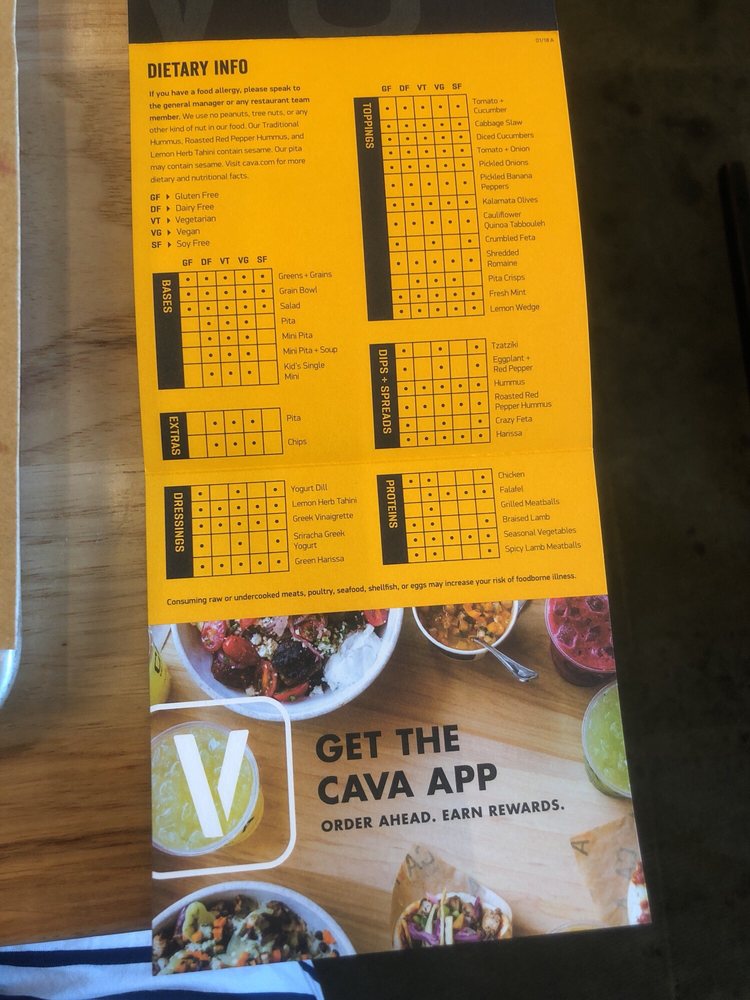 01/18 A
DIETARY INFO
If you have a food allergy, please speak to
the general manager or any restaurant team
member. We use no peanuts, tree nuts, or any
other kind of nut in our food. Our Traditional
Hummus, Roasted Red Pepper Hummus, and
Lemon Herb Tahini contain sesame. Our pita
may contain sesame. Visit cava.com for more
dietary and nutritional facts.
GF Gluten Free
DF Dairy Free
VT Vegetarian
VG Vegan
SF Soy Free
GF DF VT VG SF
BASES
Greens + Grains
Grain Bowl
Salad
Pita
Mini Pita
Mini Pita + Soup
Kid's Single
Mini
EXTRAS
Pita
Chips
DRESSINGS
Yogurt Dill
Lemon Herb Tahini
Greek Vinaigrette
Sriracha Greek
Yogurt
Green Harissa
GF DF VT VG SF
TOPPINGS
Tomato +
Cucumber
Cabbage Slaw
Diced Cucumbers
Tomato + Onion
Pickled Onions
Pickled Banana
Peppers
Kalamata Olives
Cauliflower
Quinoa Tabbouleh
Crumbled Feta
Shredded
Romaine
Pita Crisps
Fresh Mint
Lemon Wedge
DIPS + SPREADS
Tzatziki
Eggplant +
Red Pepper
Hummus
Roasted Red
Pepper Hummus
Crazy Feta
Harissa
PROTEINS
Chicken
Falafel
Grilled Meatballs
Braised Lamb
Seasonal Vegetables
Spicy Lamb Meatballs
Consuming raw or undercooked meats, poultry, seafood, shellfish, or eggs may increase your risk of foodborne illness.
V
GET THE
CAVA APP
ORDER AHEAD. EARN REWARDS.